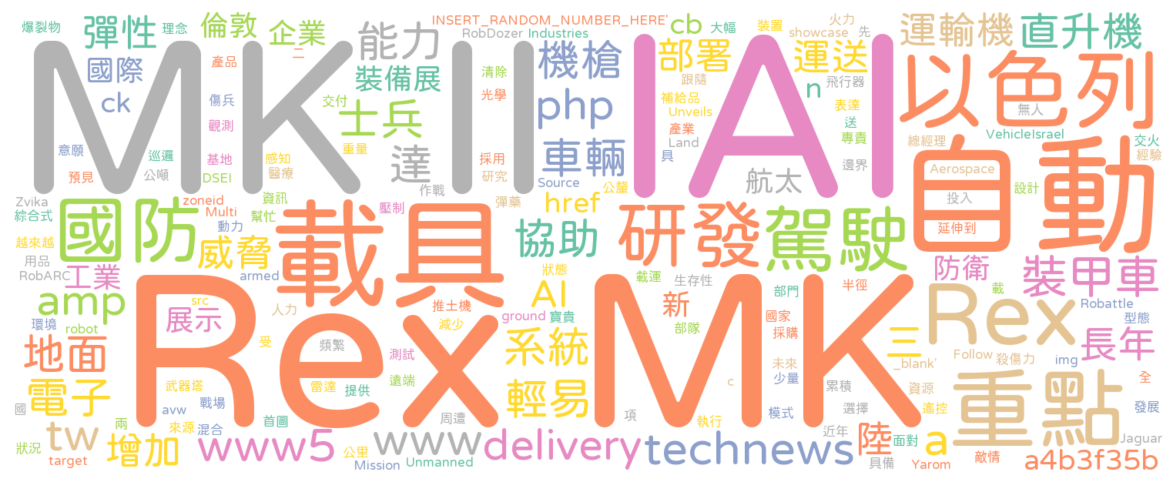 爆裂物 彈性 理念 倫敦 企業 INSERT_RANDOM_NUMBER_HERE' cb 大幅 裝置 火力 運輸機 直升機
能力 RobDozer Industries showcase 先
二 國際 產品 裝備展 清除 機槍 部署 運送 以色列
跟隨 飛行器
MK II IAI
ck 傷兵 交付 光學 php 補給品 n 表達 無人
觀測 士兵 Unveils 送 總經理 VehicleIsrael
意願 巡邏 基地 感知 重量 達 採用 車輛 產業 專責 自動 交火
預見 公噸 DSEI 醫療 研究 Land 邊界 經驗
作戰 Source 具 航太 Aerospace
Zvika zoneid 資訊 壓制 彈藥 公釐 href 投入 設計
綜合式 國防 Multi 載具 協助 研發 駕駛 延伸到
越來越 威脅 幫忙 動力
用品 工業 armed 狀態 載運 生存性 防衛 裝甲車
RobARC
amp src 人力 推土機 AI 新 部門 半徑 Rex 載 Robattle
環境 展示 Rex MK 減少 ground 寶貴 國家 型態
robot 受 頻繁 系統 部隊 採購 三 長年
地面 測試 未來 _blank' Follow 殺傷力 img
電子 武器塔 雷達 提供 遠端 輕易 c 少量 累積 資源 重點 全
國 avw 戰場 兩 項 模式 選擇 遙控 發展
tw 來源 混合 首圖 周遭 執行 近年 陸 a Jaguar
狀況 增加 www5 www delivery technews 面對 敵情
target 公里 Mission Unmanned 具備 Yarom a4b3f35b